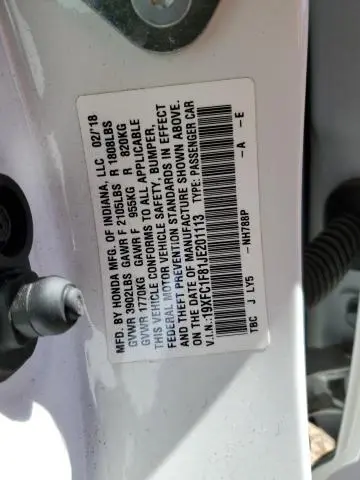 MFD. BY HONDA MFG. OF INDIANA, LLC 02/'18
GVWR 3902LBS GAWR F 2105LBS R 1808LBS
GVWR 1770KG GAWR F 955KG R 820KG
THIS VEHICLE CONFORMS TO ALL APPLICABLE
FEDERAL MOTOR VEHICLE SAFETY, BUMPER,
AND THEFT PREVENTION STANDARDS IN EFFECT
ON THE DATE OF MANUFACTURE SHOWN ABOVE.
V.I.N.:19XFC1F81JE201113 TYPE: PASSENGER CAR
NH788P - A - E
TBC J LY5